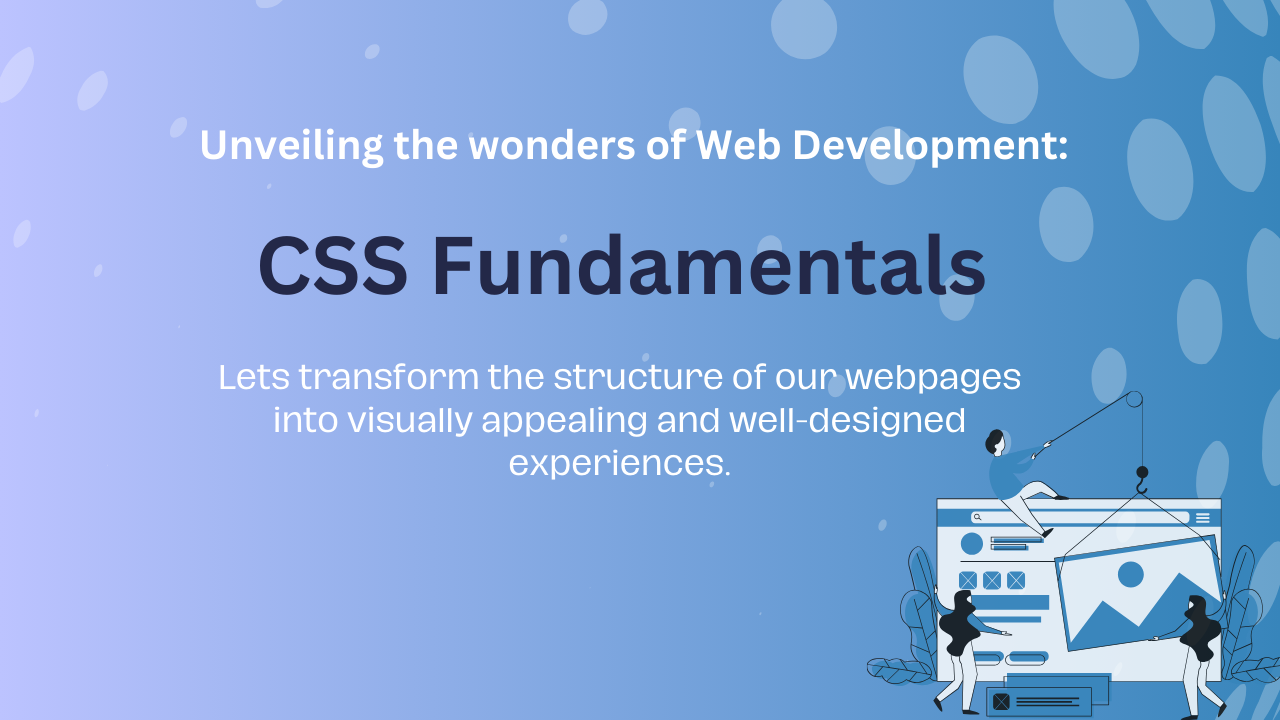 Unveiling the wonders of Web Development:
CSS Fundamentals
Lets transform the structure of our webpages
into visually appealing and well-designed
experiences.